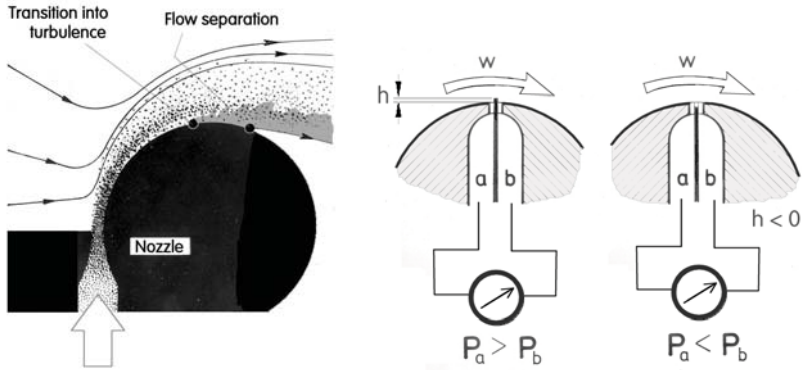 Transition into
turbulence
Flow separation
Nozzle
w
h
a
b
Pa > Pb
w
a
b
h < 0
Pa < Pb